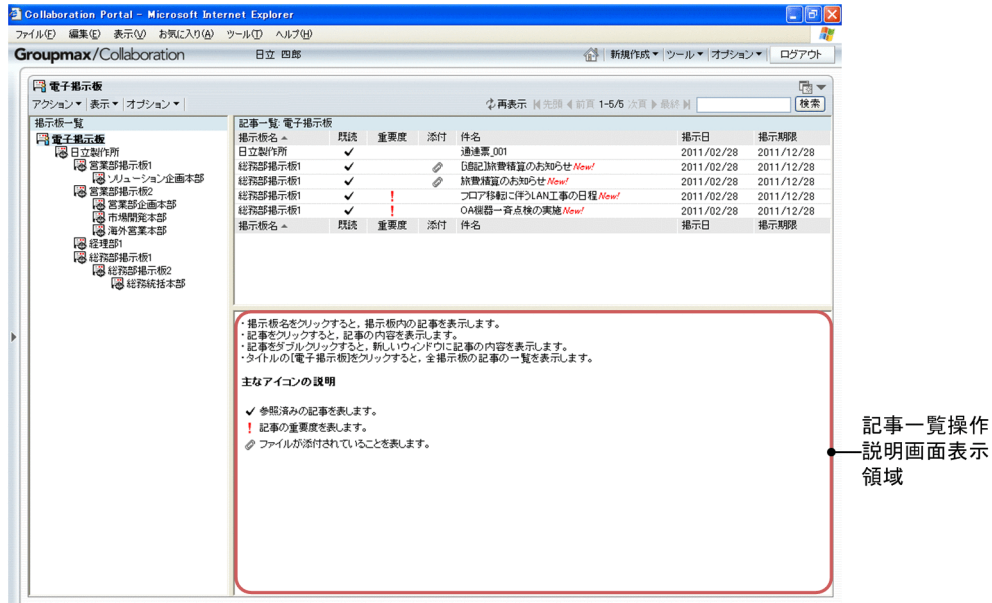 Collaboration Portal - Microsoft Internet Explorer
ファイル(F) 編集(E) 表示(V) お気に入り(A) ツール(T) ヘルプ(H)
Groupmax/Collaboration 日立 四郎 新規作成 ツール オプション ログアウト
電子掲示板
アクション 表示 オプション 再表示 先頭 前頁 1-5/5 次頁 最終 検索
掲示板一覧
電子掲示板
日立製作所
営業部掲示板1
ソリューション企画本部
営業部掲示板2
営業部企画本部
市場開発本部
海外営業本部
経理部1
総務部掲示板1
総務部掲示板2
総務統括本部
記事一覧:電子掲示板
掲示板名 既読 重要度 添付 件名 掲示日 掲示期限
日立製作所 通達票_001 2011/02/28 2011/12/28
総務部掲示板1 [追記]旅費精算のお知らせNew! 2011/02/28 2011/12/28
総務部掲示板1 旅費精算のお知らせNew! 2011/02/28 2011/12/28
総務部掲示板1 ! フロア移転に伴うLAN工事の日程New! 2011/02/28 2011/12/28
総務部掲示板1 ! OA機器一斉点検の実施New! 2011/02/28 2011/12/28
掲示板名 既読 重要度 添付 件名 掲示日 掲示期限
・掲示板名をクリックすると, 掲示板内の記事を表示します。
・記事をクリックすると, 記事の内容を表示します。
・記事をダブルクリックすると, 新しいウィンドウに記事の内容を表示します。
・タイトルの[電子掲示板]をクリックすると, 全掲示板の記事の一覧を表示します。
主なアイコンの説明
参照済みの記事を表します。
! 記事の重要度を表します。
ファイルが添付されていることを表します。
記事一覧操作
説明画面表示
領域